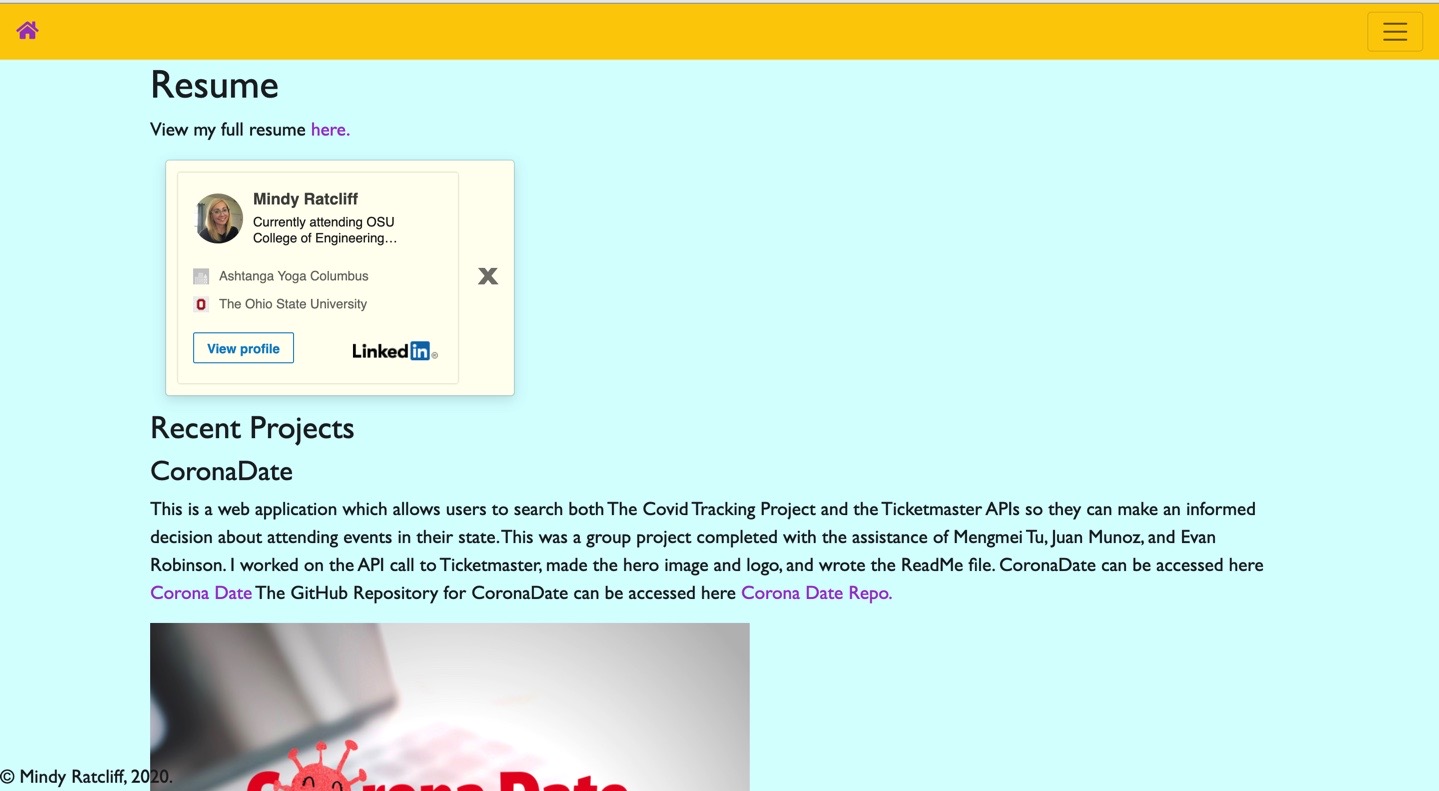 Resume
View my full resume here.
Mindy Ratcliff
Currently attending OSU
College of Engineering…
Ashtanga Yoga Columbus
The Ohio State University
View profile
LinkedIn®
Recent Projects
CoronaDate
This is a web application which allows users to search both The Covid Tracking Project and the Ticketmaster APIs so they can make an informed
decision about attending events in their state. This was a group project completed with the assistance of Mengmei Tu, Juan Munoz, and Evan
Robinson. I worked on the API call to Ticketmaster, made the hero image and logo, and wrote the ReadMe file. CoronaDate can be accessed here
Corona Date The GitHub Repository for CoronaDate can be accessed here Corona Date Repo.
Corona Date
© Mindy Ratcliff, 2020.